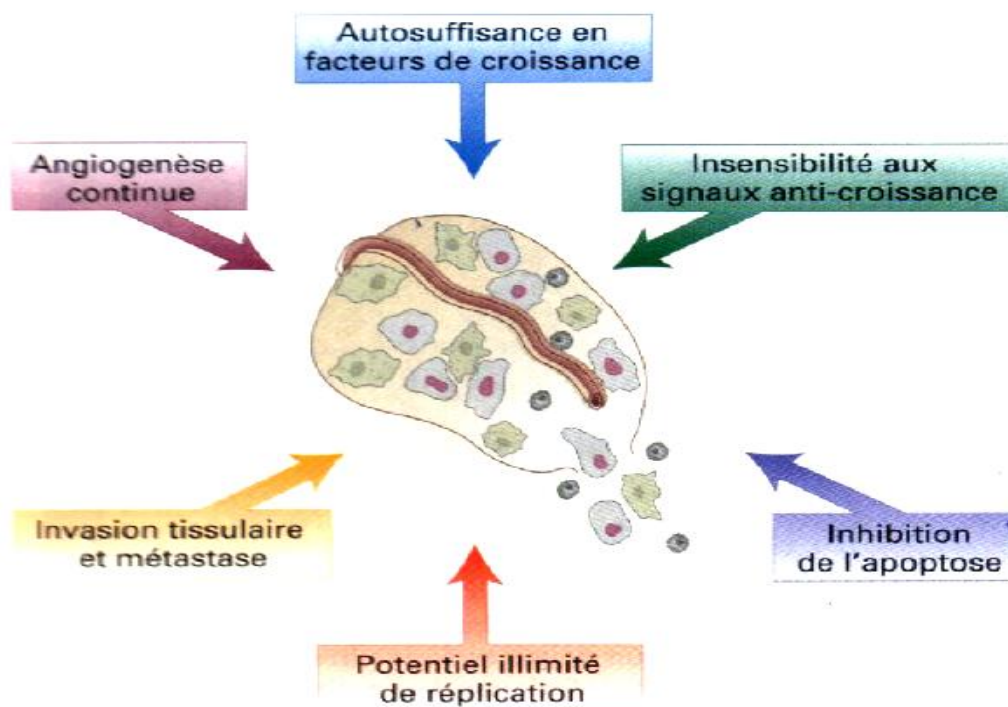 Autosuffisance en
facteurs de croissance
Angiogenèse
continue
Insensibilité aux
signaux anti-croissance
Invasion tissulaire
et métastase
Inhibition
de l'apoptose
Potentiel illimité
de réplication